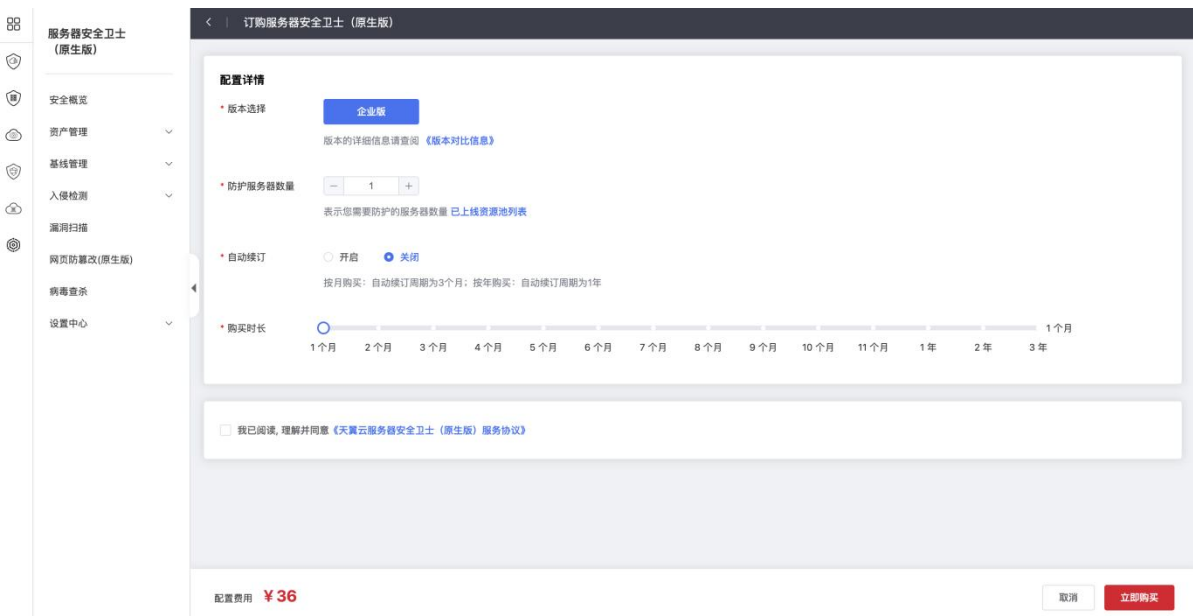 服务器安全卫士
（原生版）
安全概览
资产管理
基线管理
入侵检测
漏洞扫描
网页防篡改(原生版)
病毒查杀
设置中心
订购服务器安全卫士（原生版）
配置详情
* 版本选择
企业版
版本的详细信息请查阅 《版本对比信息》
* 防护服务器数量
− 1 +
表示您需要防护的服务器数量 已上线资源池列表
* 自动续订
开启 关闭
按月购买：自动续订周期为3个月；按年购买：自动续订周期为1年
* 购买时长
1个月
1个月 2个月 3个月 4个月 5个月 6个月 7个月 8个月 9个月 10个月 11个月 1年 2年 3年
我已阅读, 理解并同意《天翼云服务器安全卫士（原生版）服务协议》
配置费用 ¥36
取消 立即购买